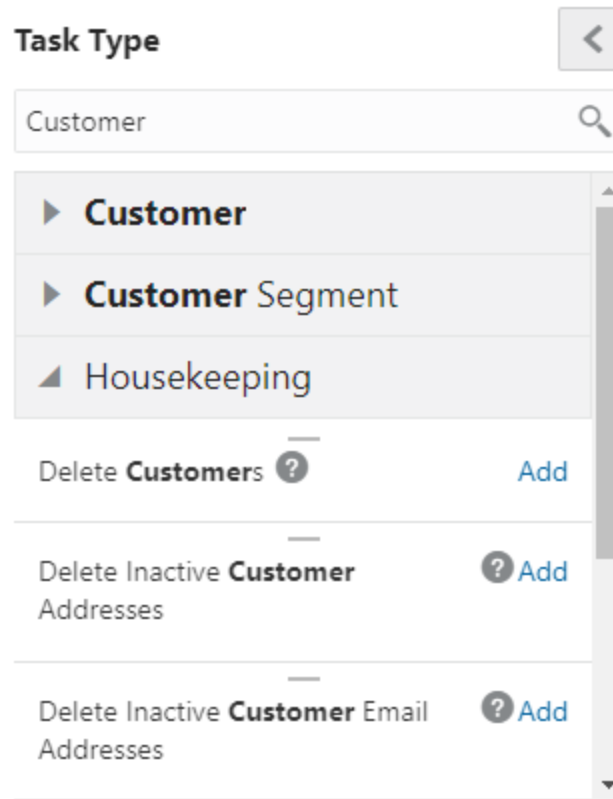 Task Type
Customer
Customer
Customer Segment
Housekeeping
Delete Customers ? Add
Delete Inactive Customer ? Add
Addresses
Delete Inactive Customer Email ? Add
Addresses